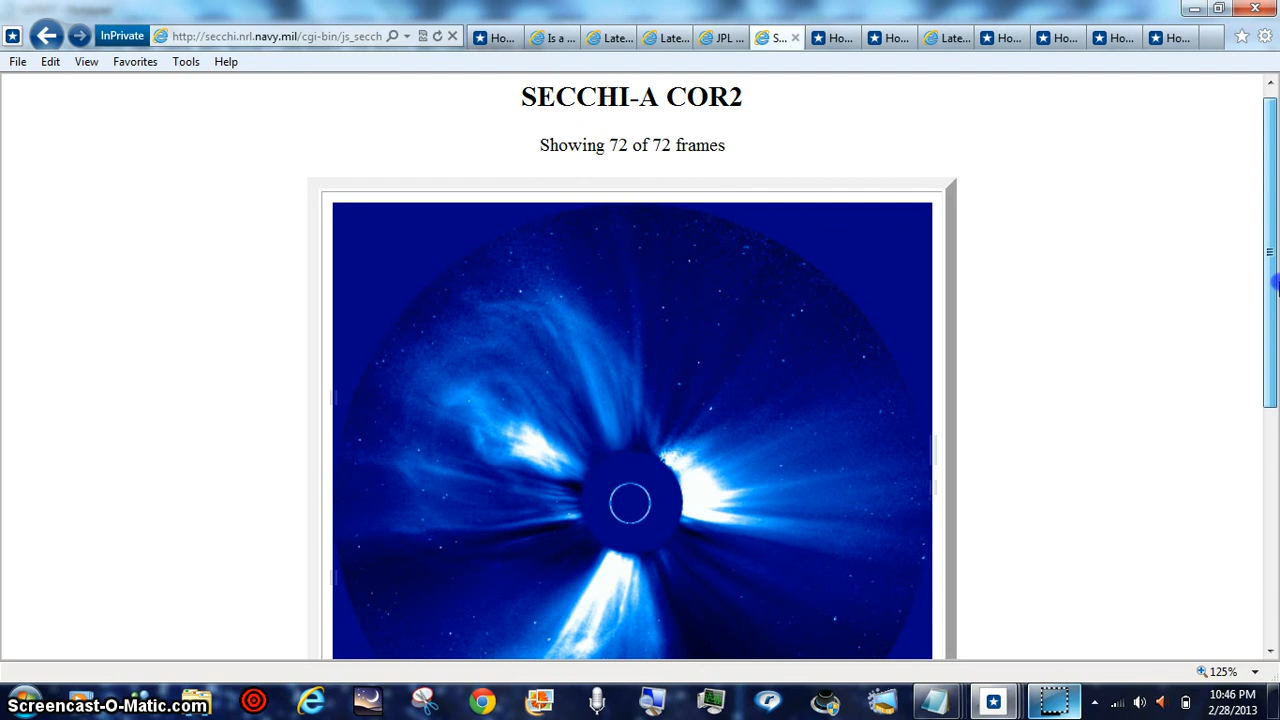 InPrivate
http://secchi.nrl.navy.mil/cgi-bin/js_secch
Ho...
Is a ...
Late...
Late...
JPL ...
S...
Ho...
Ho...
Late...
Ho...
Ho...
Ho...
Ho...
File Edit View Favorites Tools Help
SECCHI-A COR2
Showing 72 of 72 frames
125%
Screencast-O-Matic.com
10:46 PM
2/28/2013